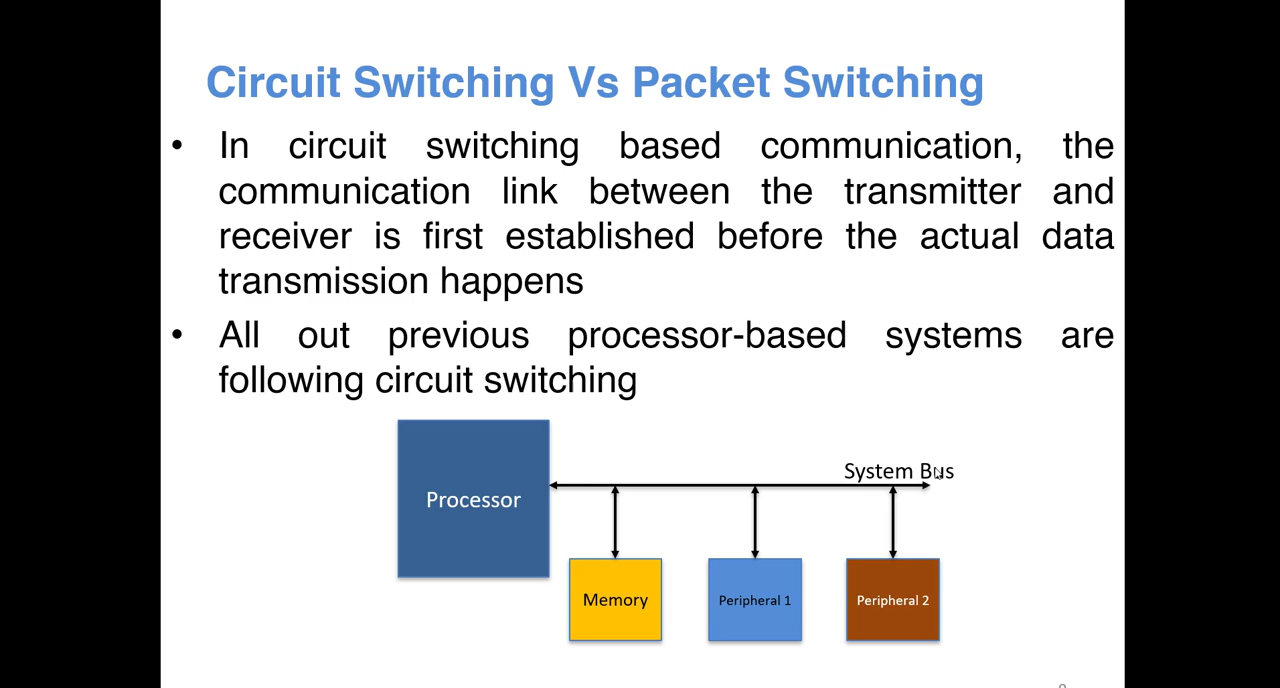 Circuit Switching Vs Packet Switching
• In circuit switching based communication, the
communication link between the transmitter and
receiver is first established before the actual data
transmission happens
• All out previous processor-based systems are
following circuit switching
Processor
System Bus
Memory
Peripheral 1
Peripheral 2